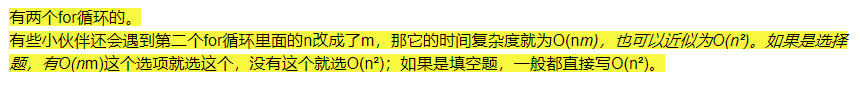 有两个for循环的。
有些小伙伴还会遇到第二个for循环里面的n改成了m，那它的时间复杂度就为O(nm)，也可以近似为O(n²)。如果是选择
题，有O(nm)这个选项就选这个，没有这个就选O(n²)；如果是填空题，一般都直接写O(n²)。